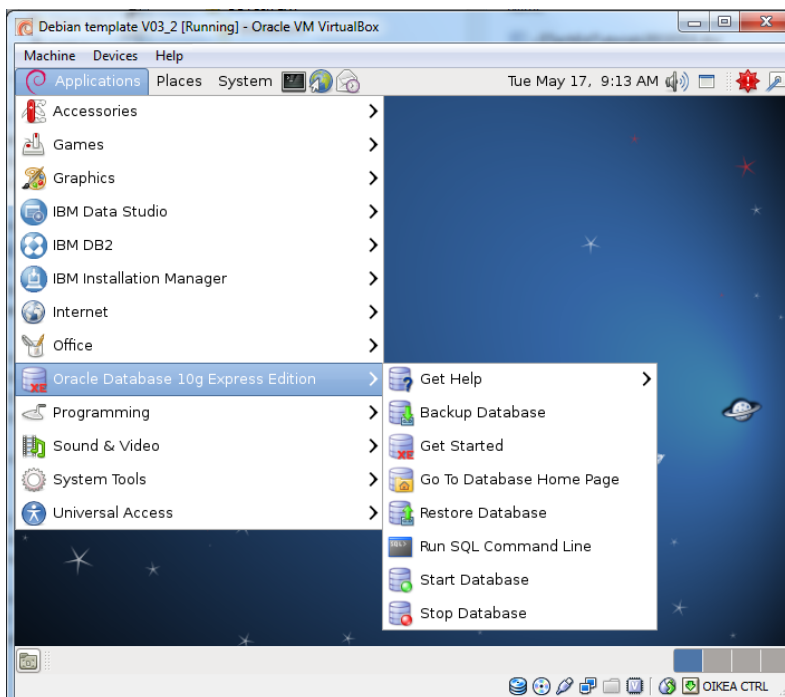 Debian template V03_2 [Running] - Oracle VM VirtualBox
Machine Devices Help
Applications Places System Tue May 17, 9:13 AM
Accessories
Games
Graphics
IBM Data Studio
IBM DB2
IBM Installation Manager
Internet
Office
Oracle Database 10g Express Edition
Programming
Sound & Video
System Tools
Universal Access
Get Help
Backup Database
Get Started
Go To Database Home Page
Restore Database
Run SQL Command Line
Start Database
Stop Database
OIKEA CTRL